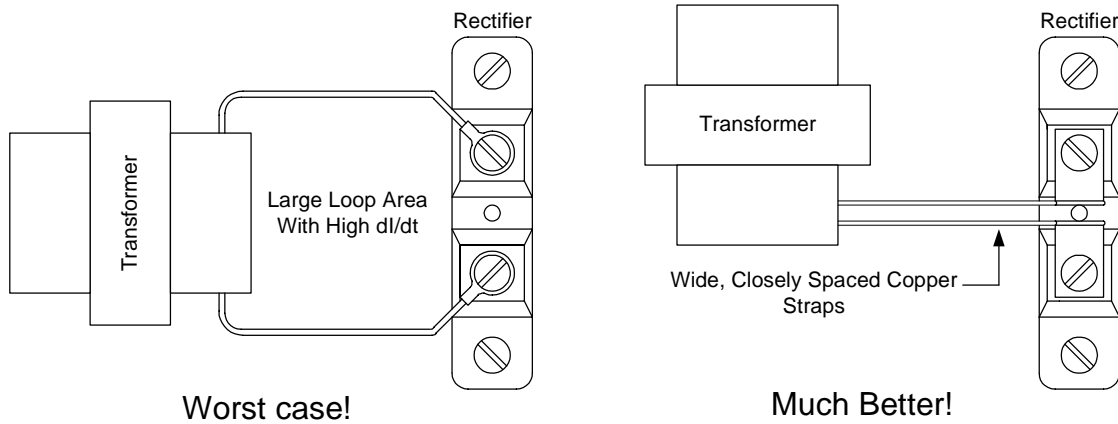 Rectifier
Transformer
Large Loop Area
With High dI/dt
Worst case!
Rectifier
Transformer
Wide, Closely Spaced Copper
Straps
Much Better!